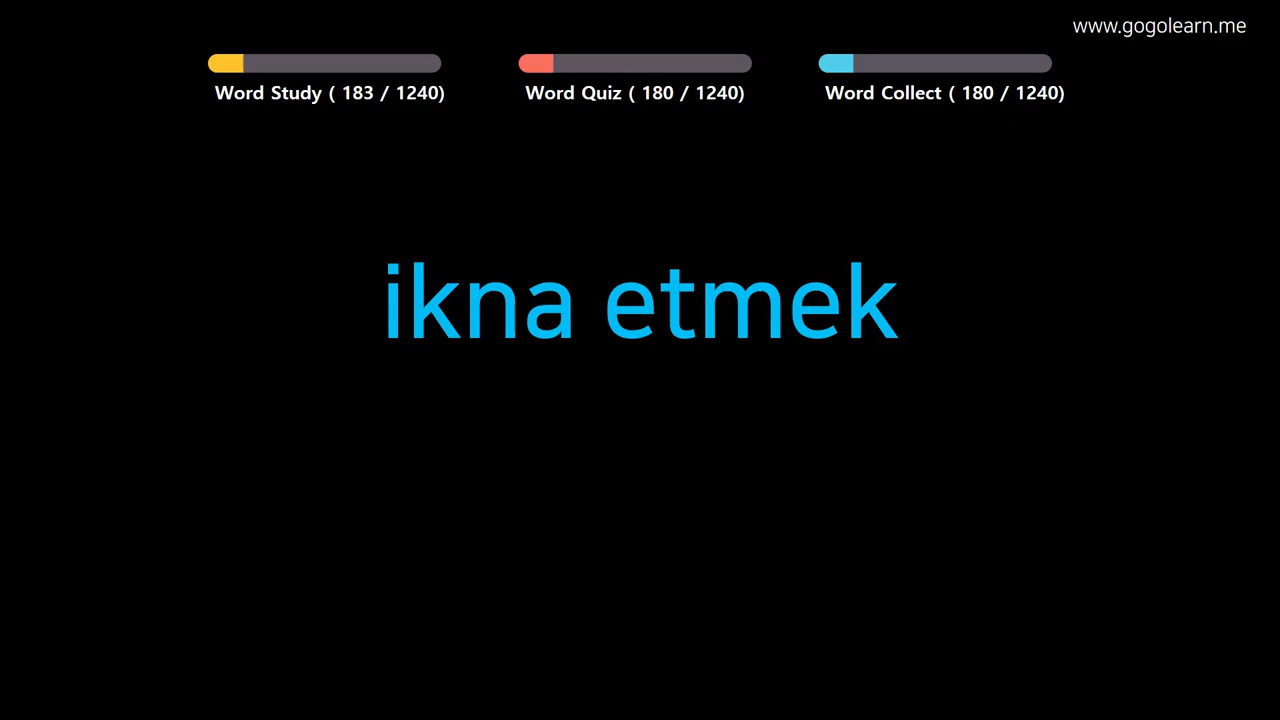 www.gogolearn.me
Word Study ( 183 / 1240)
Word Quiz ( 180 / 1240)
Word Collect ( 180 / 1240)
ikna etmek